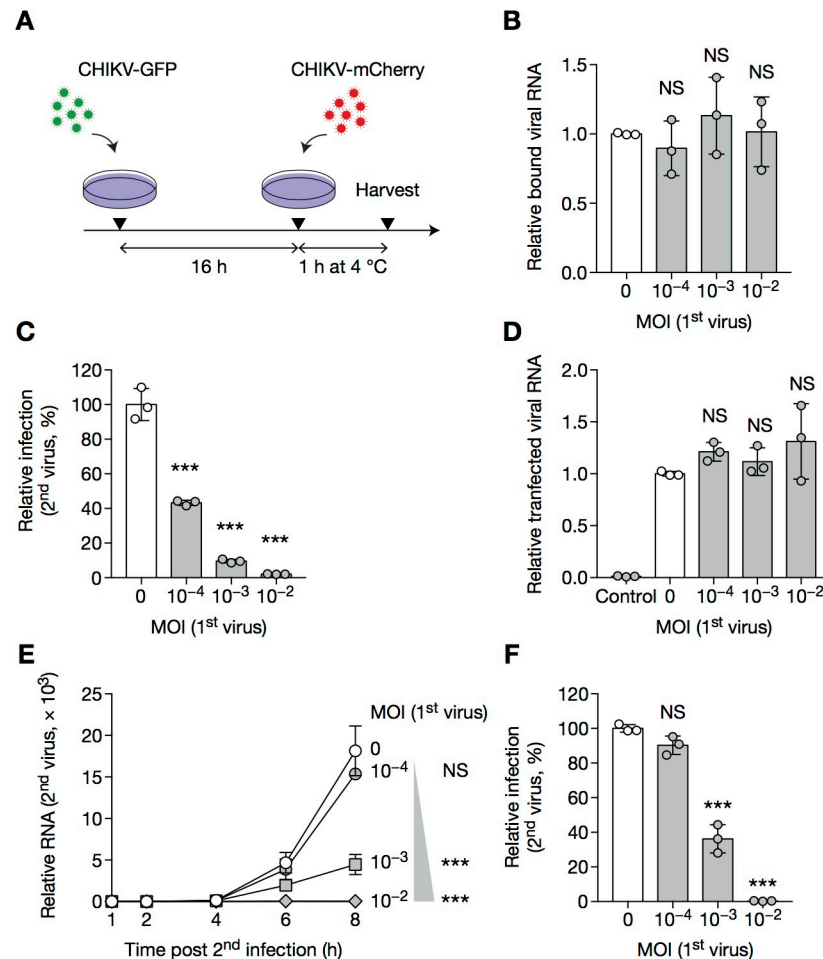 A
CHIKV-GFP
CHIKV-mCherry
Harvest
16 h
1 h at 4 °C
B
Relative bound viral RNA
1.5
1.0
0.5
0.0
NS
NS
NS
0
10⁻⁴
10⁻³
10⁻²
MOI (1ˢᵗ virus)
C
Relative infection
(2ⁿᵈ virus, %)
120
100
80
60
40
20
0
***
***
***
0
10⁻⁴
10⁻³
10⁻²
MOI (1ˢᵗ virus)
D
Relative tranfected viral RNA
2.0
1.5
1.0
0.5
0.0
NS
NS
NS
Control
0
10⁻⁴
10⁻³
10⁻²
MOI (1ˢᵗ virus)
E
Relative RNA (2ⁿᵈ virus, × 10³)
25
20
15
10
5
0
1
2
4
6
8
Time post 2ⁿᵈ infection (h)
MOI (1ˢᵗ virus)
0
10⁻⁴
NS
10⁻³
***
10⁻²
***
F
Relative infection
(2ⁿᵈ virus, %)
120
100
80
60
40
20
0
NS
***
***
0
10⁻⁴
10⁻³
10⁻²
MOI (1ˢᵗ virus)